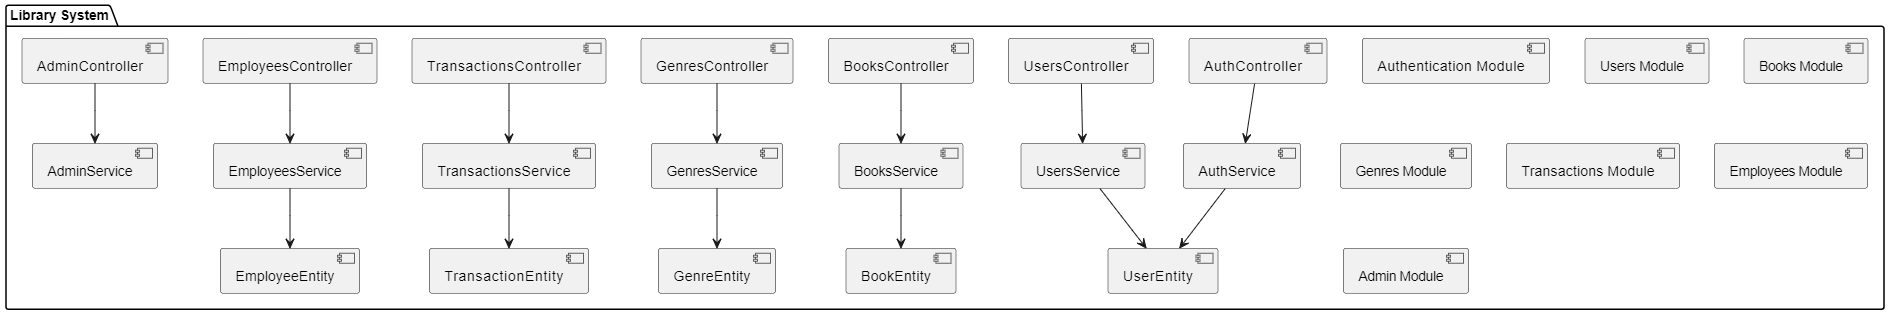 Library System
AdminController
EmployeesController
TransactionsController
GenresController
BooksController
UsersController
AuthController
Authentication Module
Users Module
Books Module
AdminService
EmployeesService
TransactionsService
GenresService
BooksService
UsersService
AuthService
Genres Module
Transactions Module
Employees Module
EmployeeEntity
TransactionEntity
GenreEntity
BookEntity
UserEntity
Admin Module